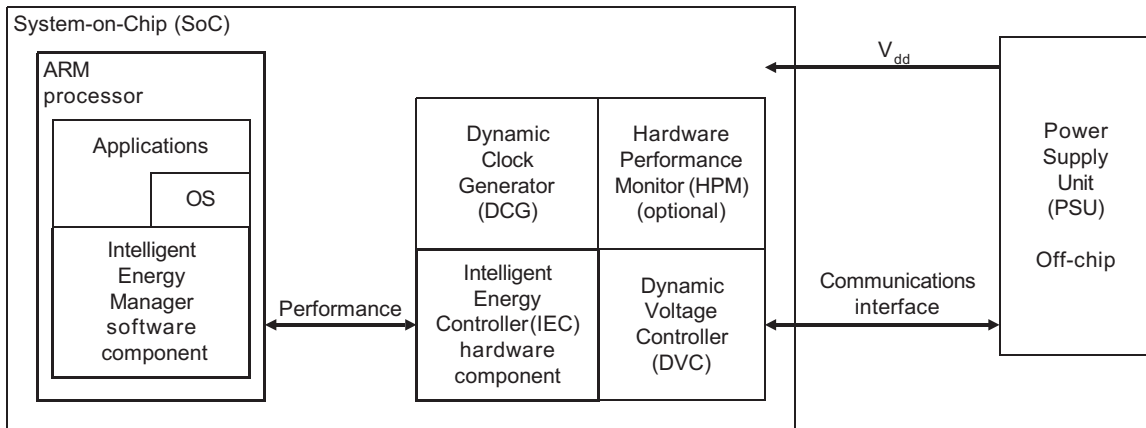 System-on-Chip (SoC)
ARM
processor
Applications
OS
Intelligent
Energy
Manager
software
component
Performance
Dynamic
Clock
Generator
(DCG)
Hardware
Performance
Monitor (HPM)
(optional)
Intelligent
Energy
Controller (IEC)
hardware
component
Dynamic
Voltage
Controller
(DVC)
Vdd
Communications
interface
Power
Supply
Unit
(PSU)
Off-chip